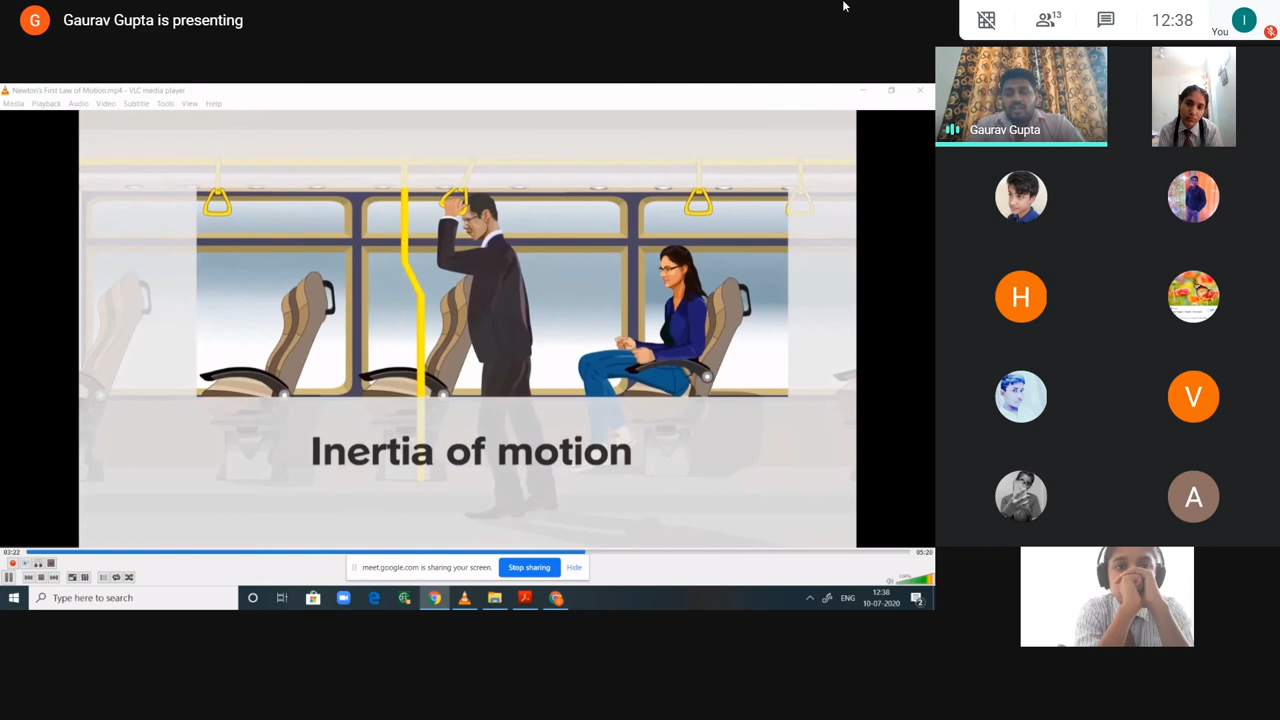 G
Gaurav Gupta is presenting
13
12:38
You
I
Newton's First Law of Motion.mp4 - VLC media player
Media Playback Audio Video Subtitle Tools View Help
Inertia of motion
03:22
05:20
meet.google.com is sharing your screen.
Stop sharing
Hide
100%
Type here to search
ENG
12:38
10-07-2020
2
Gaurav Gupta
H
V
A